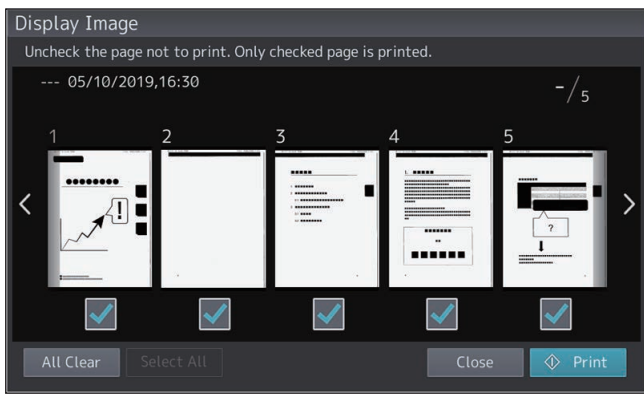 Display Image
Uncheck the page not to print. Only checked page is printed.
--- 05/10/2019,16:30
-/5
1 2 3 4 5
!
1.
?
All Clear Select All Close Print